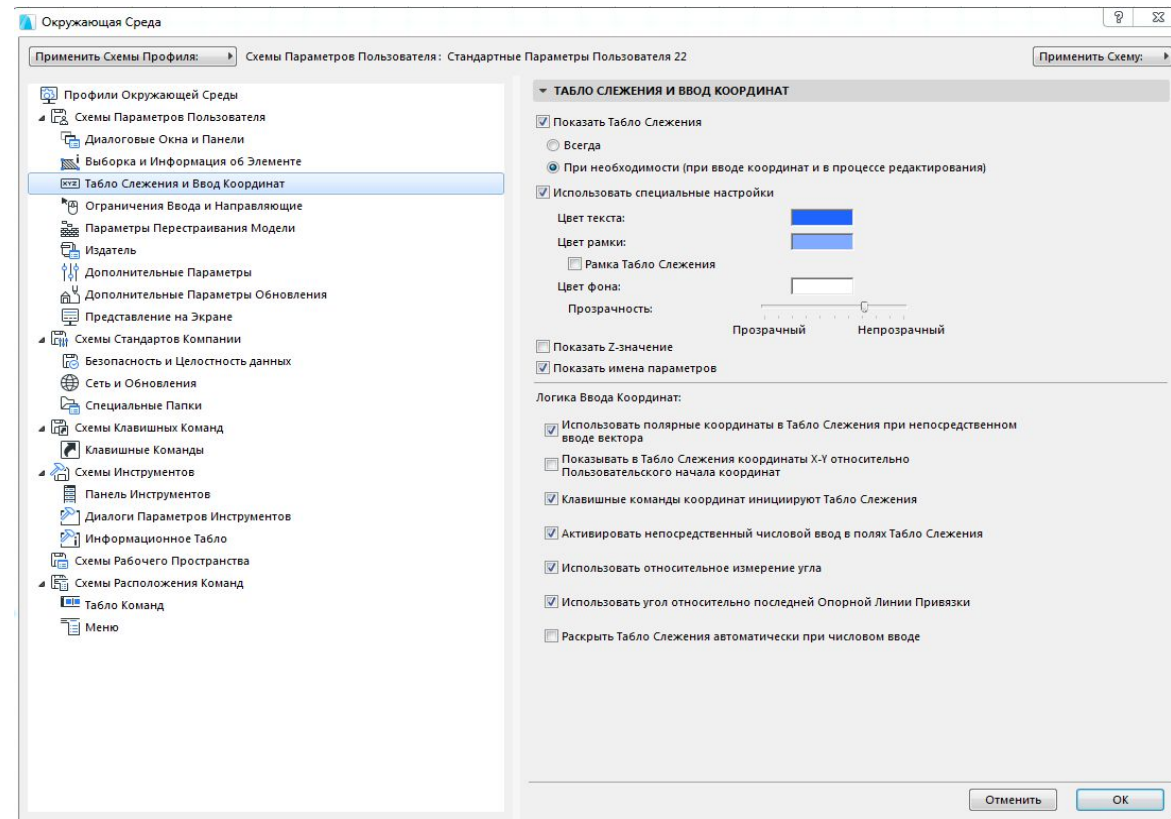 Окружающая Среда
Применить Схемы Профиля:
Схемы Параметров Пользователя : Стандартные Параметры Пользователя 22
Применить Схему:
Профили Окружающей Среды
Схемы Параметров Пользователя
Диалоговые Окна и Панели
Выборка и Информация об Элементе
XYZ Табло Слежения и Ввод Координат
Ограничения Ввода и Направляющие
Параметры Перестраивания Модели
Издатель
Дополнительные Параметры
Дополнительные Параметры Обновления
Представление на Экране
Схемы Стандартов Компании
Безопасность и Целостность данных
Сеть и Обновления
Специальные Папки
Схемы Клавишных Команд
Клавишные Команды
Схемы Инструментов
Панель Инструментов
Диалоги Параметров Инструментов
Информационное Табло
Схемы Рабочего Пространства
Схемы Расположения Команд
Табло Команд
Меню
ТАБЛО СЛЕЖЕНИЯ И ВВОД КООРДИНАТ
Показать Табло Слежения
Всегда
При необходимости (при вводе координат и в процессе редактирования)
Использовать специальные настройки
Цвет текста:
Цвет рамки:
Рамка Табло Слежения
Цвет фона:
Прозрачность:
Прозрачный Непрозрачный
Показать Z-значение
Показать имена параметров
Логика Ввода Координат:
Использовать полярные координаты в Табло Слежения при непосредственном
вводе вектора
Показывать в Табло Слежения координаты X-Y относительно
Пользовательского начала координат
Клавишные команды координат инициируют Табло Слежения
Активировать непосредственный числовой ввод в полях Табло Слежения
Использовать относительное измерение угла
Использовать угол относительно последней Опорной Линии Привязки
Раскрыть Табло Слежения автоматически при числовом вводе
Отменить
OK